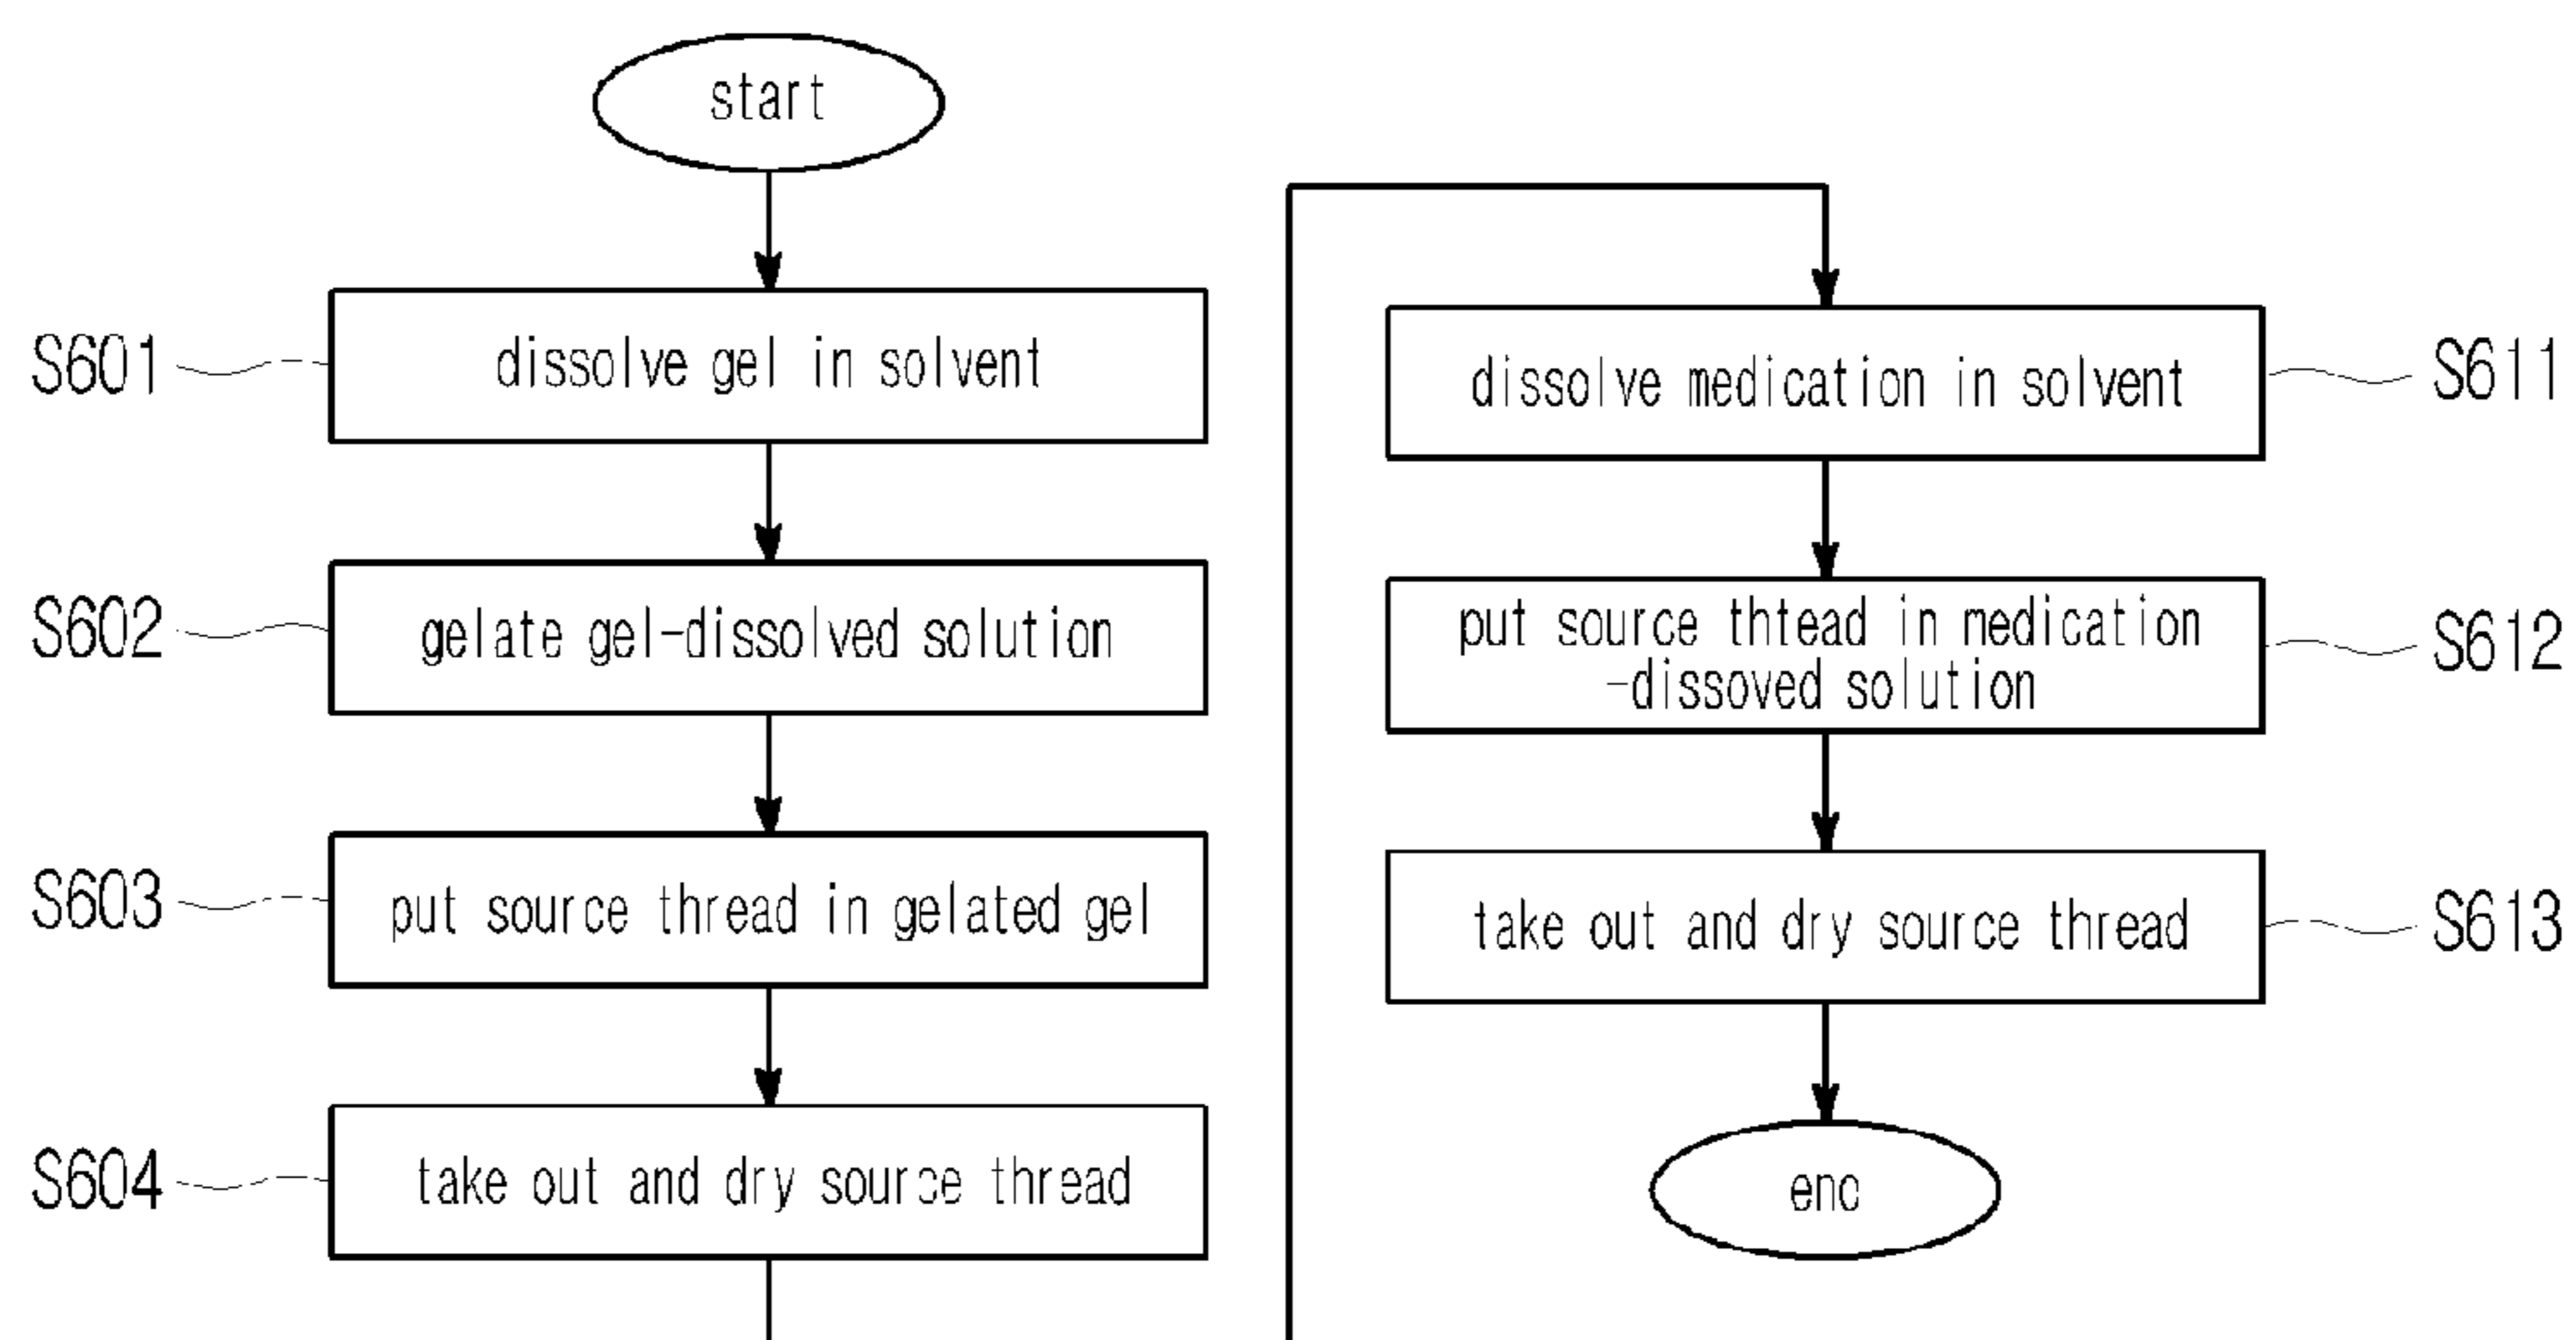 start
S601
dissolve gel in solvent
S602
gelate gel-dissolved solution
S603
put source thread in gelated gel
S604
take out and dry source thread
dissolve medication in solvent
S611
put source thtead in medication
-dissoved solution
S612
take out and dry source thread
S613
end